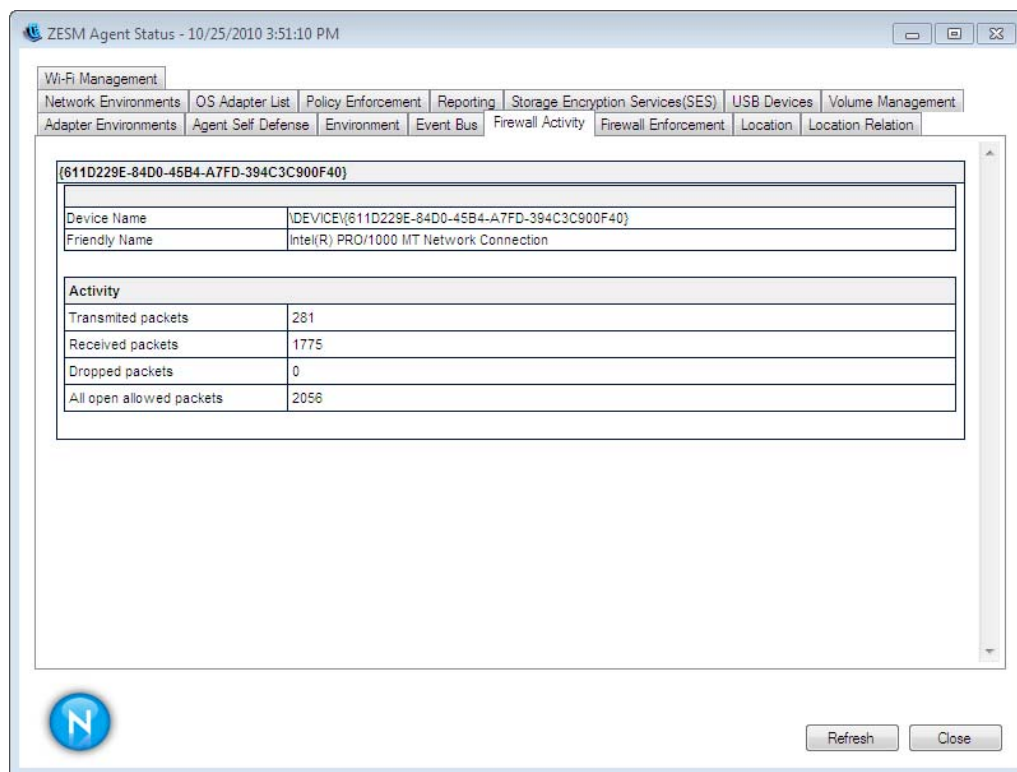 ZESM Agent Status - 10/25/2010 3:51:10 PM
Wi-Fi Management
Network Environments OS Adapter List Policy Enforcement Reporting Storage Encryption Services(SES) USB Devices Volume Management
Adapter Environments Agent Self Defense Environment Event Bus Firewall Activity Firewall Enforcement Location Location Relation
{611D229E-84D0-45B4-A7FD-394C3C900F40}
Device Name \DEVICE\{611D229E-84D0-45B4-A7FD-394C3C900F40}
Friendly Name Intel(R) PRO/1000 MT Network Connection
Activity
Transmited packets 281
Received packets 1775
Dropped packets 0
All open allowed packets 2056
N
Refresh Close